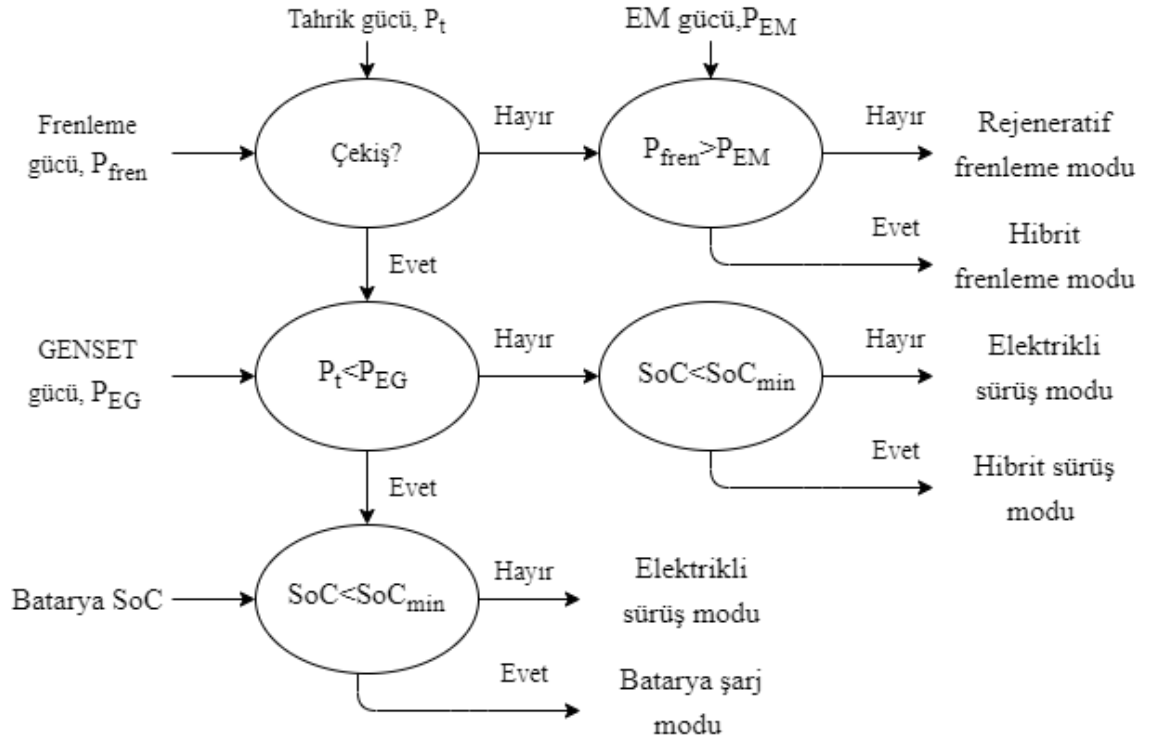 Tahrik gücü, Pt
EM gücü,PEM
Frenleme
gücü, Pfren
Çekiş?
Hayır
Pfren>PEM
Hayır
Rejeneratif
frenleme modu
Evet
Hibrit
frenleme modu
Evet
GENSET
gücü, PEG
Pt<PEG
Hayır
SoC<SoCmin
Hayır
Elektrikli
sürüş modu
Evet
Hibrit sürüş
modu
Evet
Batarya SoC
SoC<SoCmin
Hayır
Elektrikli
sürüş modu
Evet
Batarya şarj
modu